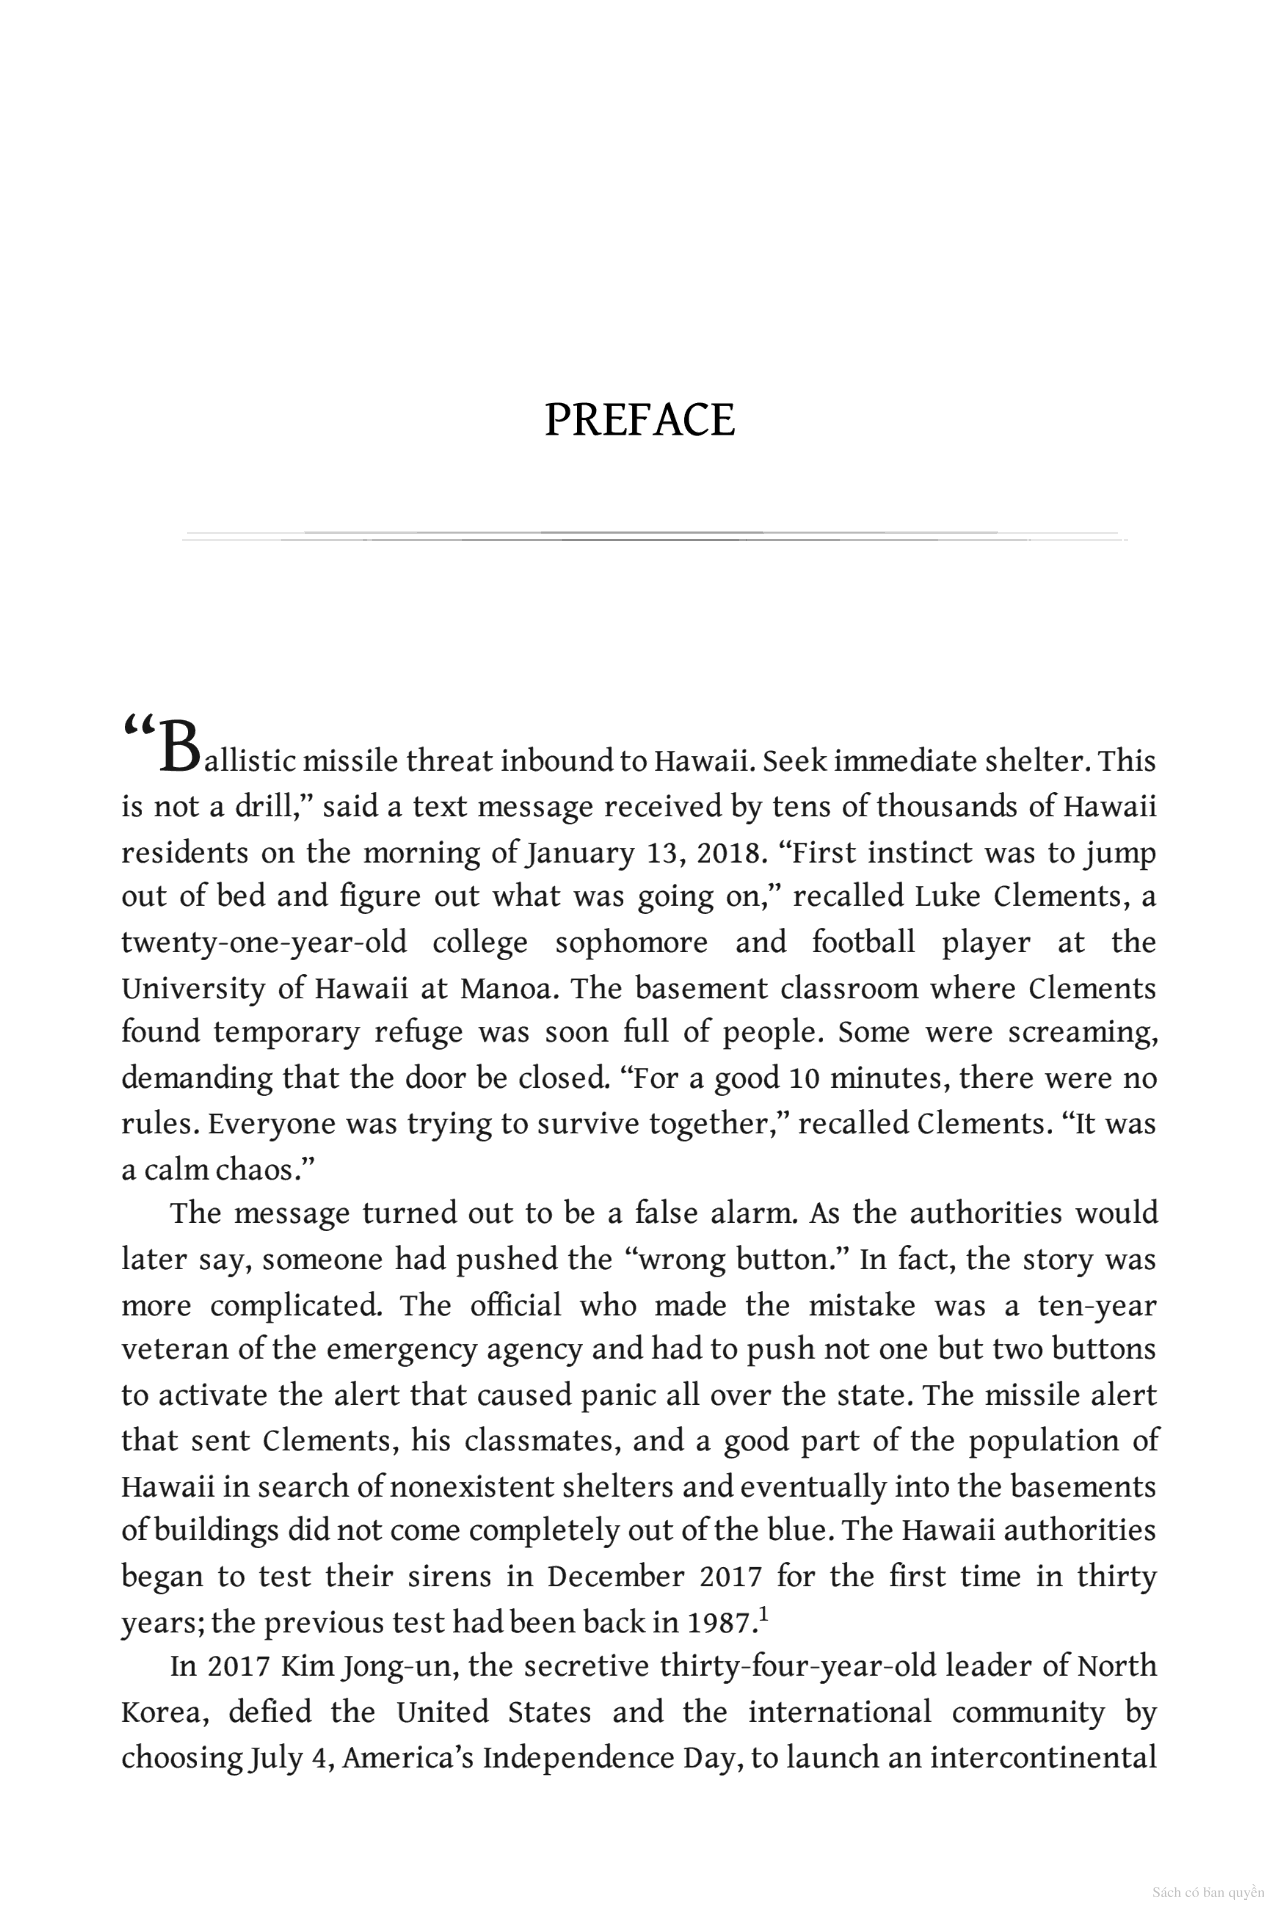 PREFACE
“Ballistic missile threat inbound to Hawaii. Seek immediate shelter. This
is not a drill,” said a text message received by tens of thousands of Hawaii
residents on the morning of January 13, 2018. “First instinct was to jump
out of bed and figure out what was going on,” recalled Luke Clements, a
twenty-one-year-old college sophomore and football player at the
University of Hawaii at Manoa. The basement classroom where Clements
found temporary refuge was soon full of people. Some were screaming,
demanding that the door be closed. “For a good 10 minutes, there were no
rules. Everyone was trying to survive together,” recalled Clements. “It was
a calm chaos.”
The message turned out to be a false alarm. As the authorities would
later say, someone had pushed the “wrong button.” In fact, the story was
more complicated. The official who made the mistake was a ten-year
veteran of the emergency agency and had to push not one but two buttons
to activate the alert that caused panic all over the state. The missile alert
that sent Clements, his classmates, and a good part of the population of
Hawaii in search of nonexistent shelters and eventually into the basements
of buildings did not come completely out of the blue. The Hawaii authorities
began to test their sirens in December 2017 for the first time in thirty
years; the previous test had been back in 1987.1
In 2017 Kim Jong-un, the secretive thirty-four-year-old leader of North
Korea, defied the United States and the international community by
choosing July 4, America’s Independence Day, to launch an intercontinental
Sách có bản quyền